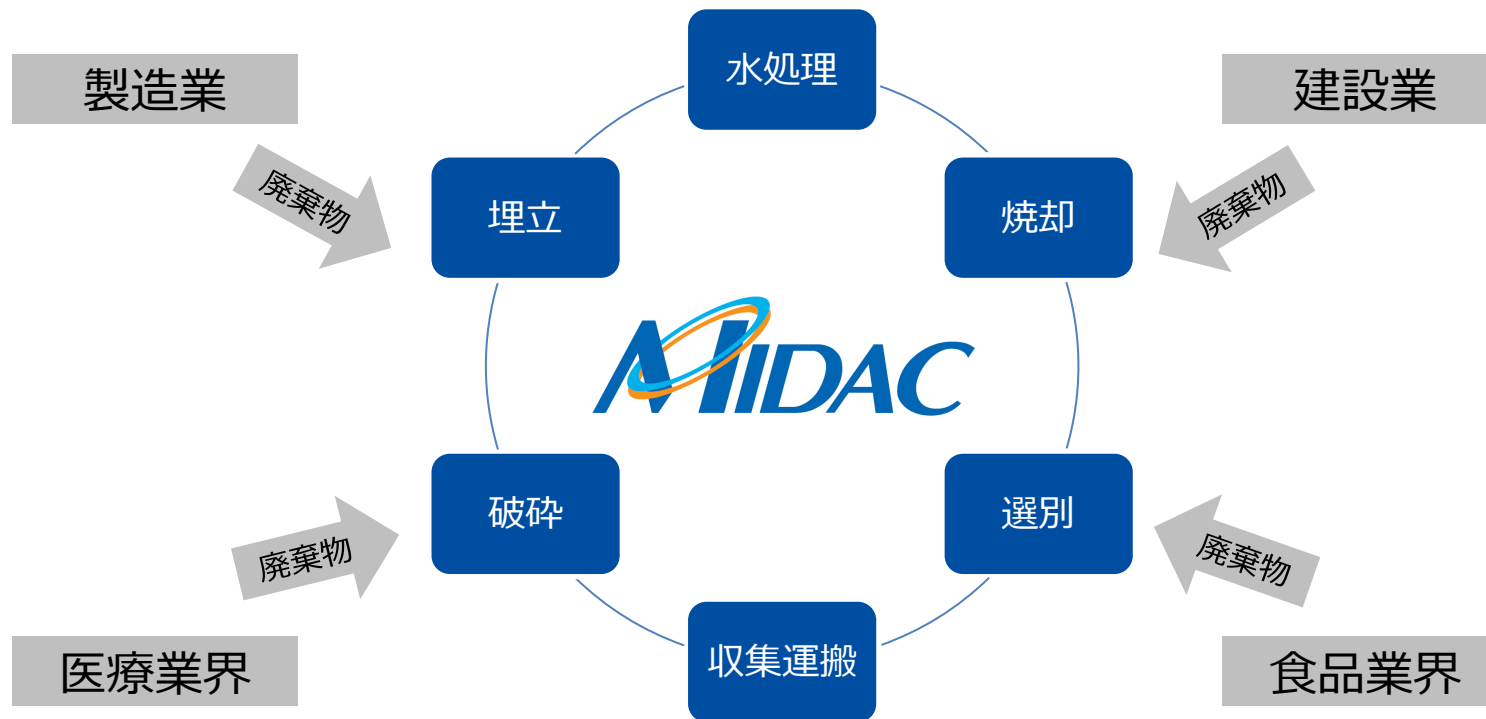 水処理
製造業
建設業
廃棄物
埋立
焼却
廃棄物
MIDAC
廃棄物
破砕
選別
廃棄物
医療業界
収集運搬
食品業界